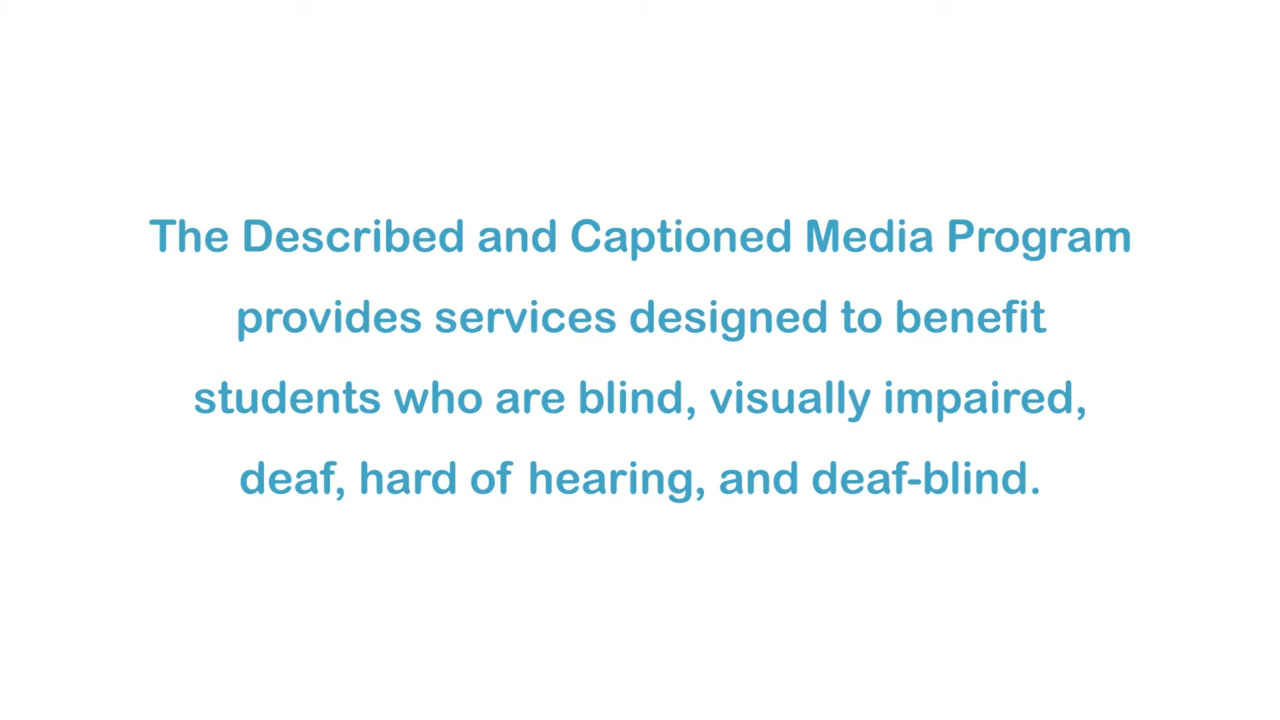 The Described and Captioned Media Program
provides services designed to benefit
students who are blind, visually impaired,
deaf, hard of hearing, and deaf-blind.